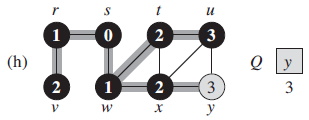 r s t u
1 0 2 3
(h) Q y
2 1 2 3 3
v w x y